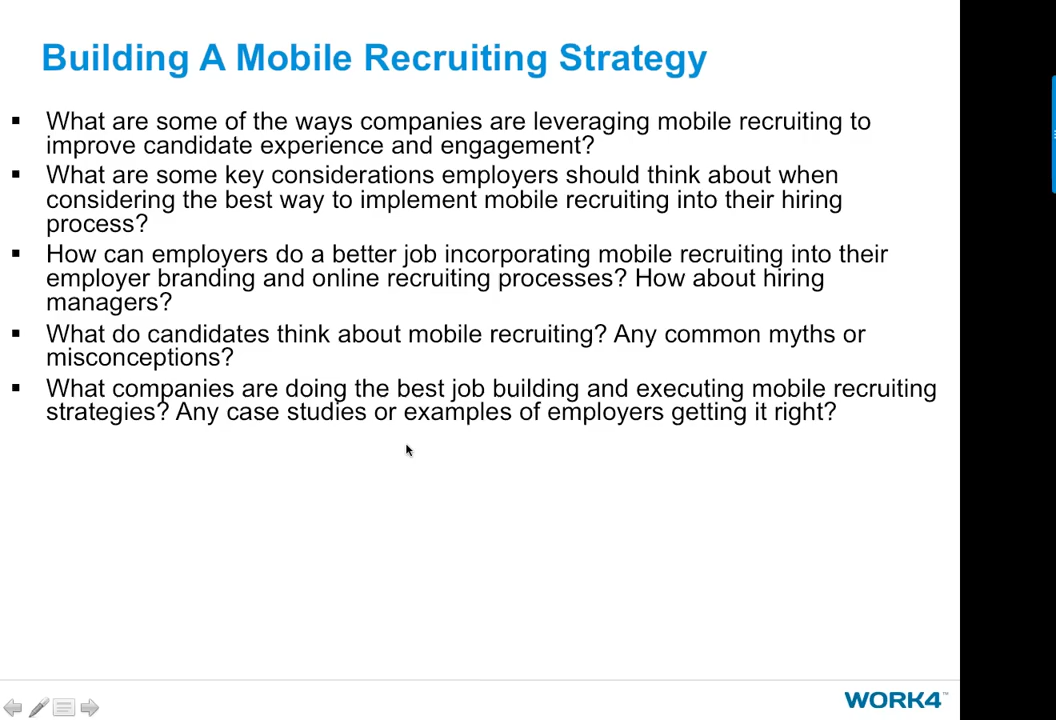 Building A Mobile Recruiting Strategy
▪ What are some of the ways companies are leveraging mobile recruiting to
improve candidate experience and engagement?
▪ What are some key considerations employers should think about when
considering the best way to implement mobile recruiting into their hiring
process?
▪ How can employers do a better job incorporating mobile recruiting into their
employer branding and online recruiting processes? How about hiring
managers?
▪ What do candidates think about mobile recruiting? Any common myths or
misconceptions?
▪ What companies are doing the best job building and executing mobile recruiting
strategies? Any case studies or examples of employers getting it right?
WORK4™